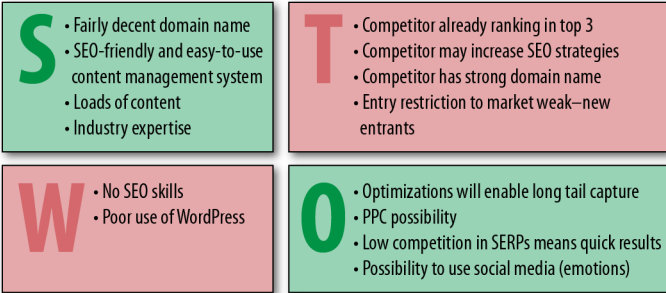 S
• Fairly decent domain name
• SEO-friendly and easy-to-use
content management system
• Loads of content
• Industry expertise
T
• Competitor already ranking in top 3
• Competitor may increase SEO strategies
• Competitor has strong domain name
• Entry restriction to market weak–new
entrants
W
• No SEO skills
• Poor use of WordPress
O
• Optimizations will enable long tail capture
• PPC possibility
• Low competition in SERPs means quick results
• Possibility to use social media (emotions)